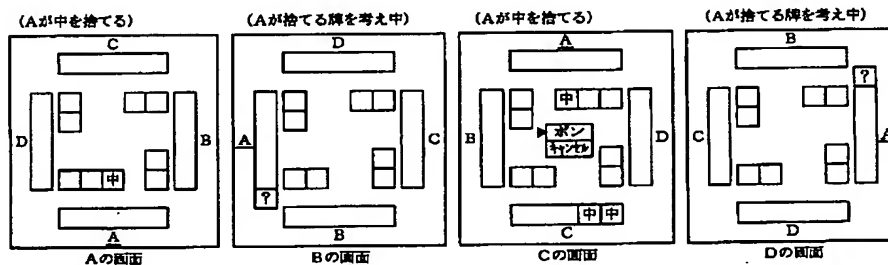 (Aが中を捨てる)
C
D
B
中
A
Aの画面
(Aが捨てる牌を考え中)
D
A
C
?
B
Bの画面
(Aが中を捨てる)
A
中
B
D
ポン
キャンセル
中中
C
Cの画面
(Aが捨てる牌を考え中)
B
?
C
A
D
Dの画面